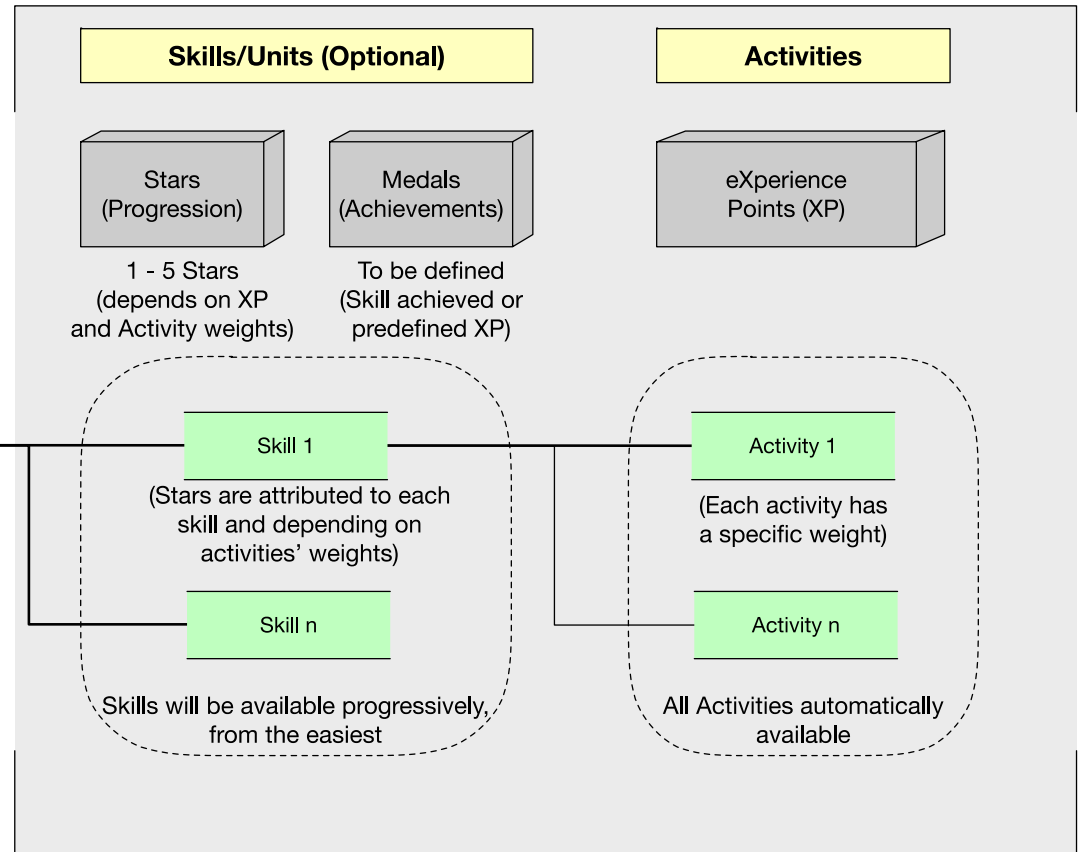 Skills/Units (Optional)
Activities
Stars
(Progression)
Medals
(Achievements)
eXperience
Points (XP)
1 - 5 Stars
(depends on XP
and Activity weights)
To be defined
(Skill achieved or
predefined XP)
Skill 1
(Stars are attributed to each
skill and depending on
activities’ weights)
Skill n
Skills will be available progressively,
from the easiest
Activity 1
(Each activity has
a specific weight)
Activity n
All Activities automatically
available